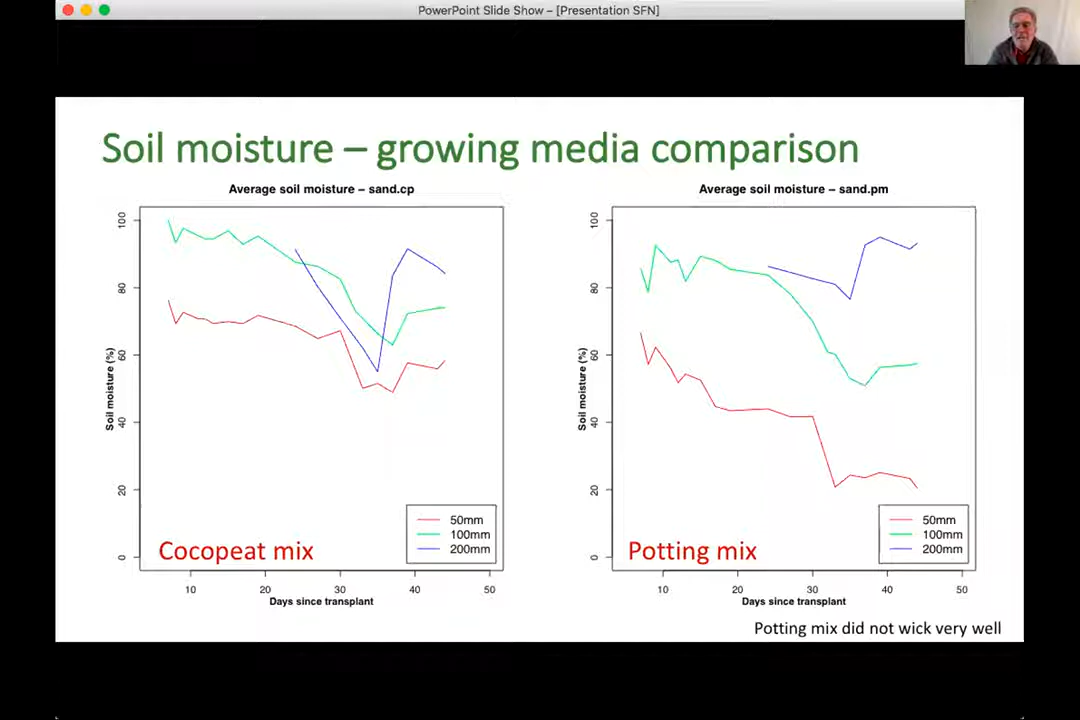 PowerPoint Slide Show – [Presentation SFN]
Soil moisture – growing media comparison
Average soil moisture – sand.cp
Soil moisture (%)
100
80
60
40
20
0
50mm
100mm
200mm
Cocopeat mix
10 20 30 40 50
Days since transplant
Average soil moisture – sand.pm
Soil moisture (%)
100
80
60
40
20
0
50mm
100mm
200mm
Potting mix
10 20 30 40 50
Days since transplant
Potting mix did not wick very well